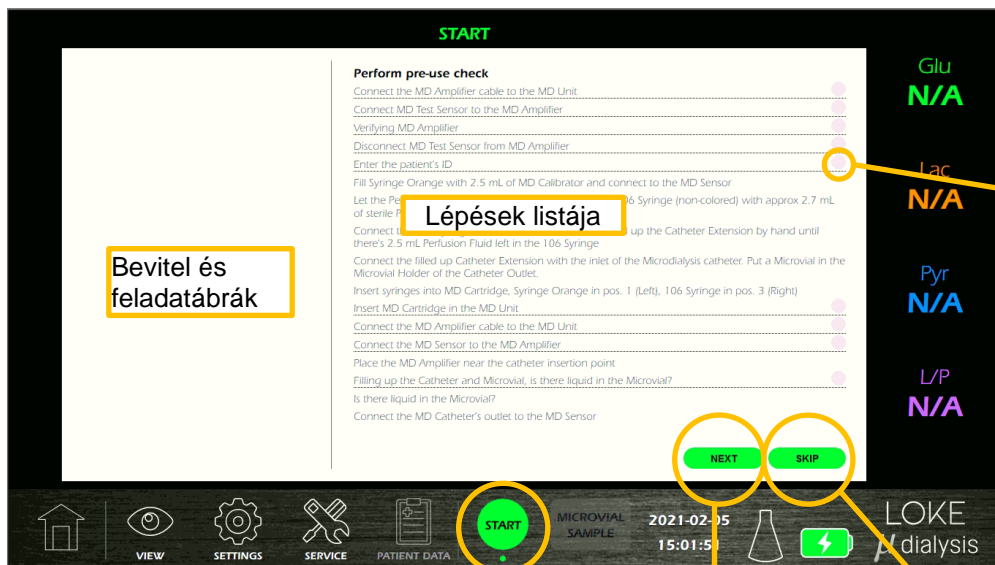 START
Perform pre-use check
Connect the MD Amplifier cable to the MD Unit
Connect MD Test Sensor to the MD Amplifier
Verifying MD Amplifier
Disconnect MD Test Sensor from MD Amplifier
Enter the patient's ID
Fill Syringe Orange with 2.5 mL of MD Calibrator and connect to the MD Sensor
Let the Pe 06 Syringe (non-colored) with approx 2.7 mL
of sterile P
Lépések listája
Connect t up the Catheter Extension by hand until
there's 2.5 mL Perfusion Fluid left in the 106 Syringe
Connect the filled up Catheter Extension with the inlet of the Microdialysis catheter. Put a Microvial in the
Microvial Holder of the Catheter Outlet.
Insert syringes into MD Cartridge, Syringe Orange in pos. 1 (Left), 106 Syringe in pos. 3 (Right)
Insert MD Cartridge in the MD Unit
Connect the MD Amplifier cable to the MD Unit
Connect the MD Sensor to the MD Amplifier
Place the MD Amplifier near the catheter insertion point
Filling up the Catheter and Microvial, is there liquid in the Microvial?
Is there liquid in the Microvial?
Connect the MD Catheter's outlet to the MD Sensor
Bevitel és
feladatábrák
NEXT
SKIP
Glu
N/A
Lac
N/A
Pyr
N/A
L/P
N/A
VIEW
SETTINGS
SERVICE
PATIENT DATA
START
MICROVIAL
SAMPLE
2021-02-05
15:01:51
LOKE
μ dialysis